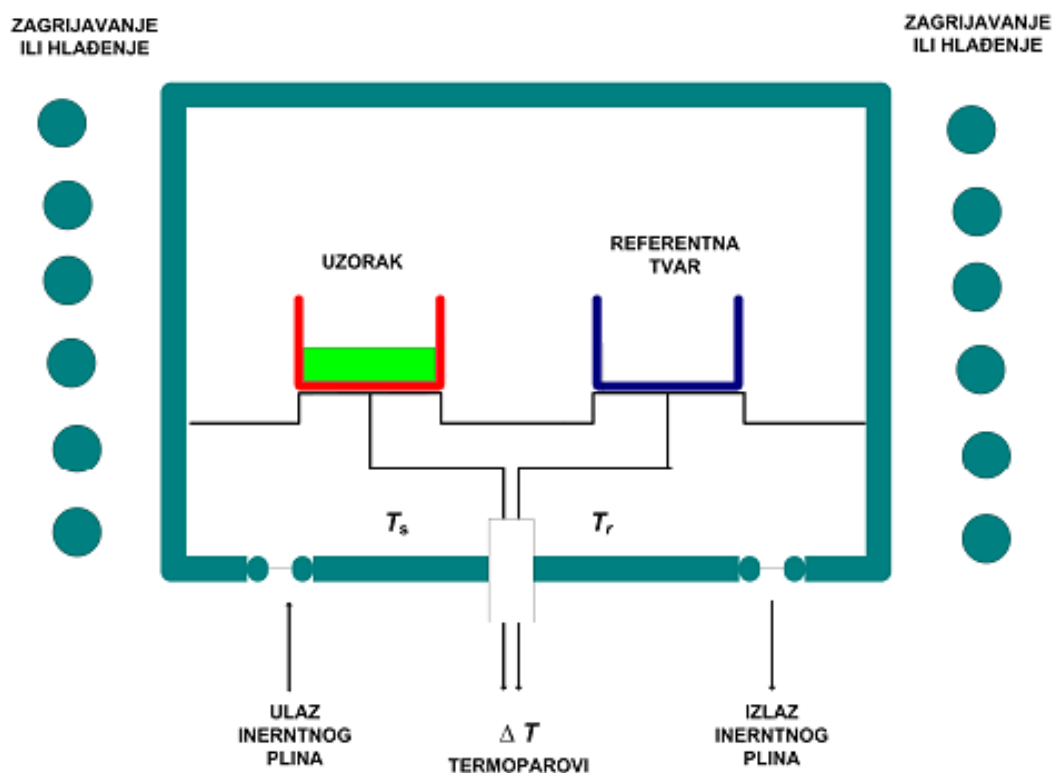 ZAGRIJAVANJE
ILI HLAĐENJE
ZAGRIJAVANJE
ILI HLAĐENJE
UZORAK
REFERENTNA
TVAR
Ts
Tr
ULAZ
INERNTNOG
PLINA
Δ T
TERMOPAROVI
IZLAZ
INERNTNOG
PLINA